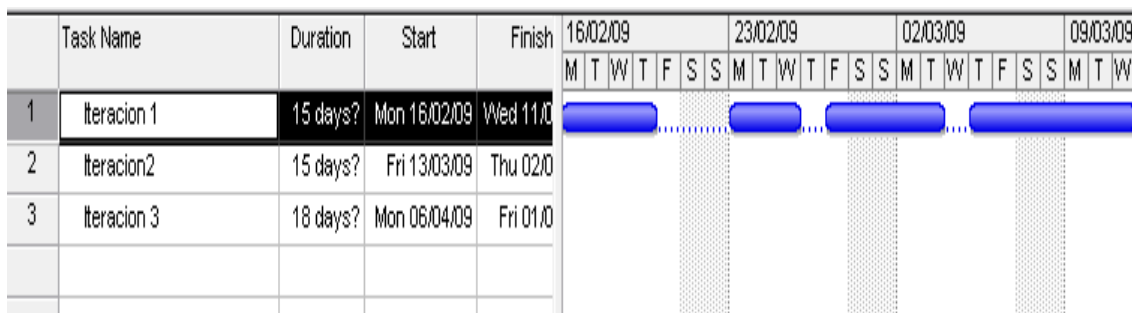 Task Name Duration Start Finish 16/02/09 23/02/09 02/03/09 09/03/09
M T W T F S S M T W T F S S M T W T F S S M T W
1 Iteracion 1 15 days? Mon 16/02/09 Wed 11/0
2 Iteracion2 15 days? Fri 13/03/09 Thu 02/0
3 Iteracion 3 18 days? Mon 06/04/09 Fri 01/0